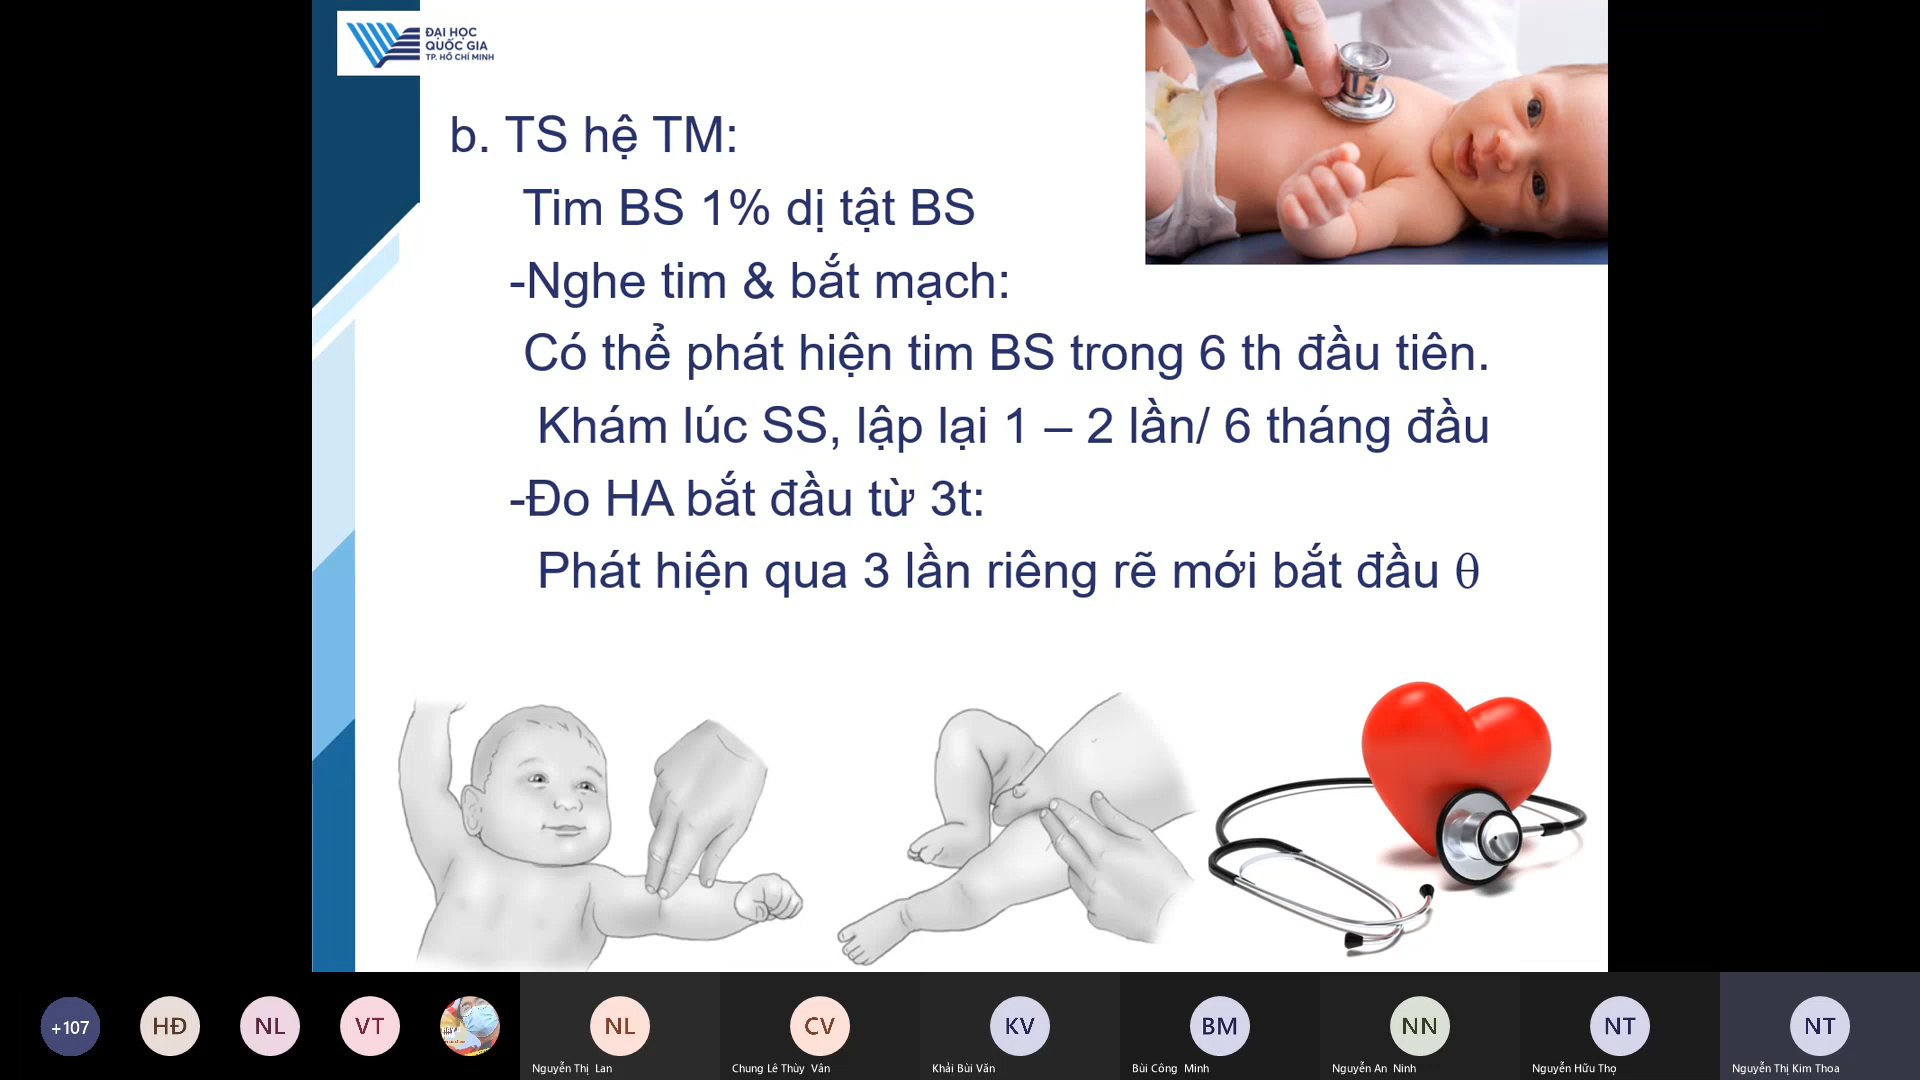 ĐẠI HỌC
QUỐC GIA
TP. HỒ CHÍ MINH
b. TS hệ TM:
Tim BS 1% dị tật BS
-Nghe tim & bắt mạch:
Có thể phát hiện tim BS trong 6 th đầu tiên.
Khám lúc SS, lập lại 1 – 2 lần/ 6 tháng đầu
-Đo HA bắt đầu từ 3t:
Phát hiện qua 3 lần riêng rẽ mới bắt đầu θ
+107
HĐ
NL
VT
NL
CV
KV
BM
NN
NT
NT
Nguyễn Thị Lan
Chung Lê Thùy Vân
Khải Bùi Văn
Bùi Công Minh
Nguyễn An Ninh
Nguyễn Hữu Thọ
Nguyễn Thị Kim Thoa